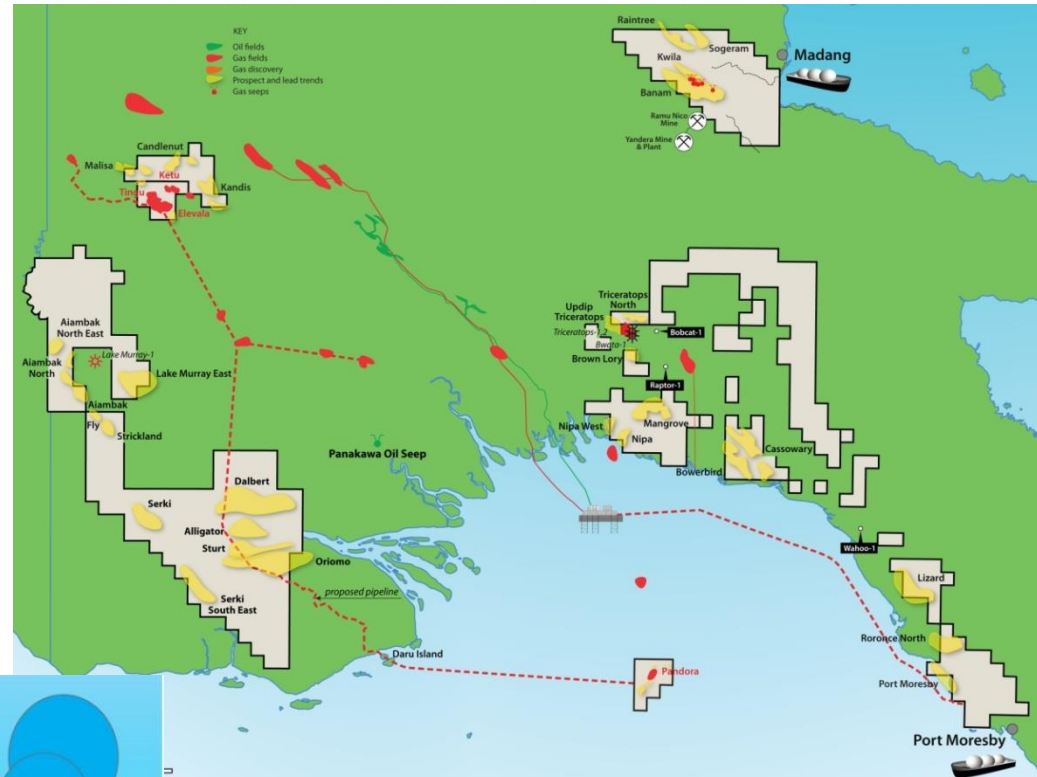 KEY
Oil fields
Gas fields
Gas discovery
Prospect and lead trends
Gas seeps
Raintree
Sogeram
Kwila
Banam
Madang
Ramu Nico
Mine
Yandera Mine
& Plant
Candlenut
Malisa
Ketu
Kandis
Tingu
Elevala
Aiambak
North East
Lake Murray-1
Aiambak
North
Lake Murray East
Aiambak
Fly
Strickland
Triceratops
North
Updip
Triceratops
Triceratops-1,2
Bobcat-1
Bwata-1
Brown Lory
Raptor-1
Mangrove
Nipa West
Nipa
Cassowary
Bowerbird
Panakawa Oil Seep
Dalbert
Serki
Alligator
Sturt
Oriomo
Serki
South East
proposed pipeline
Daru Island
Pandora
Wahoo-1
Lizard
Roronce North
Port Moresby
Port Moresby